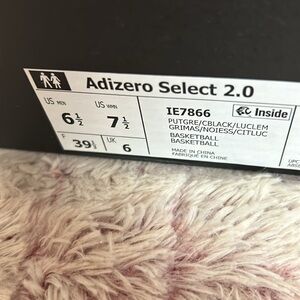 Adizero Select 2.0
US MEN
6½
US WMN
7½
IE7866
Inside
PUTGRE/CBLACK/LUCLEM
GRIMAS/NOIESS/CITLUC
BASKETBALL
BASKETBALL
F
39⅓
UK
6
MADE IN CHINA
FABRIQUÉ EN CHINE